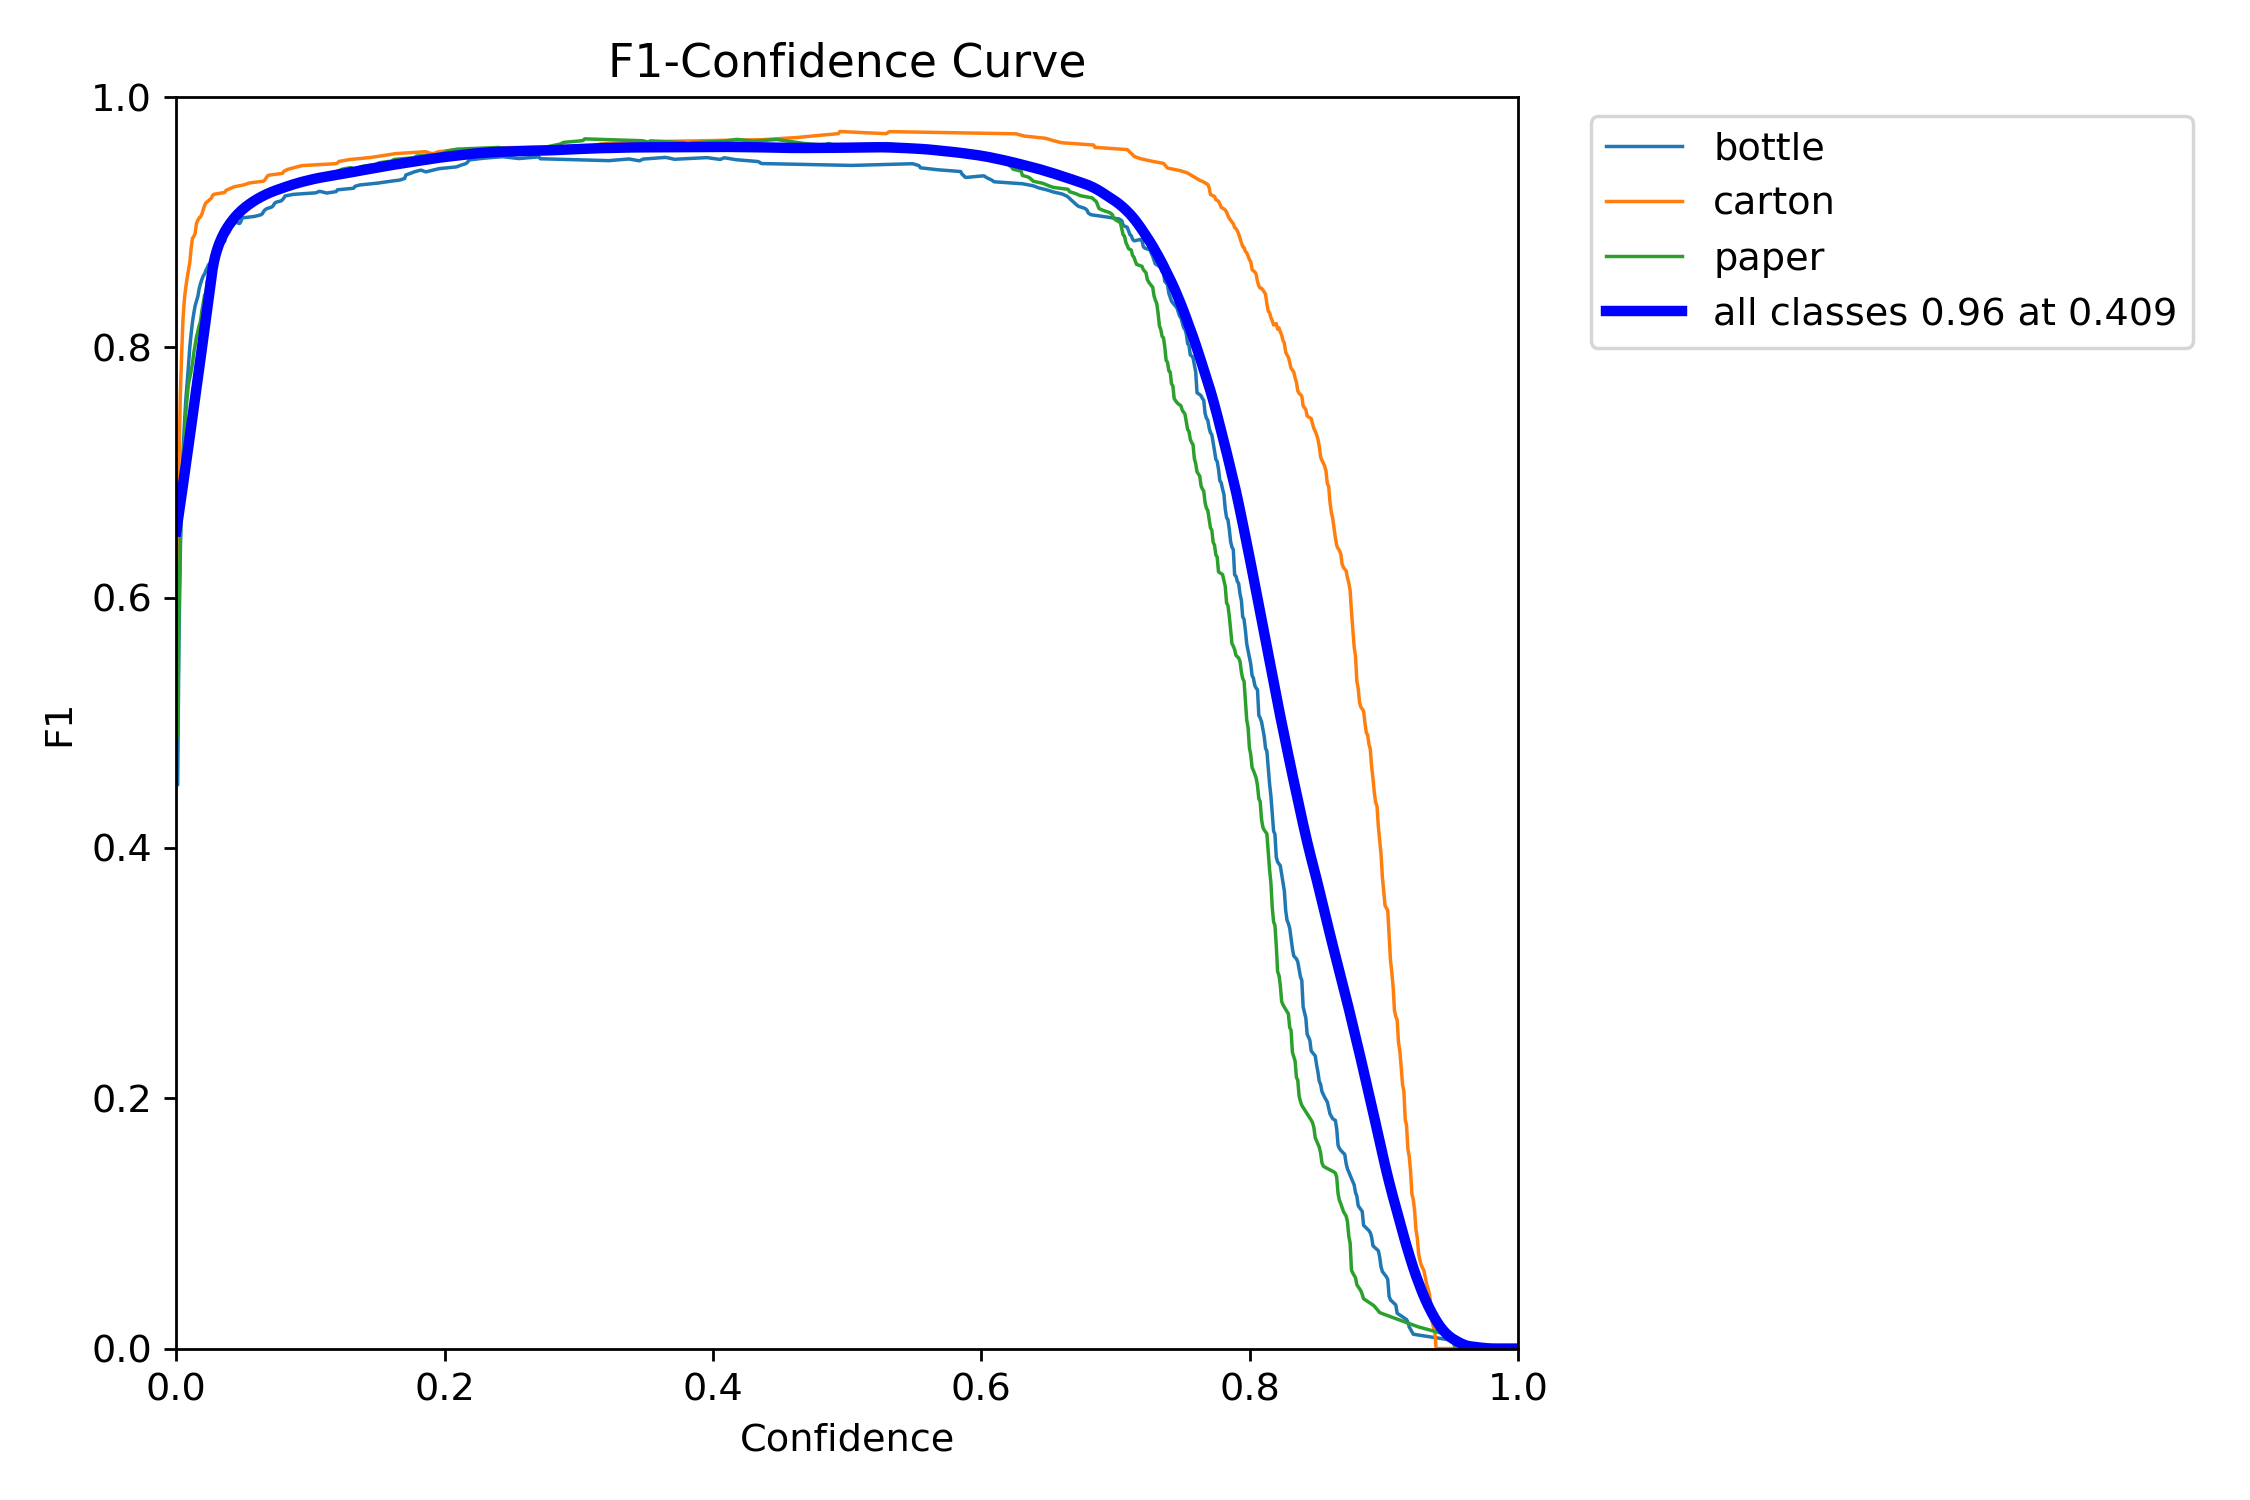 F1-Confidence Curve
1.0
0.8
0.6
0.4
0.2
0.0
F1
0.0 0.2 0.4 0.6 0.8 1.0
Confidence
bottle
carton
paper
all classes 0.96 at 0.409